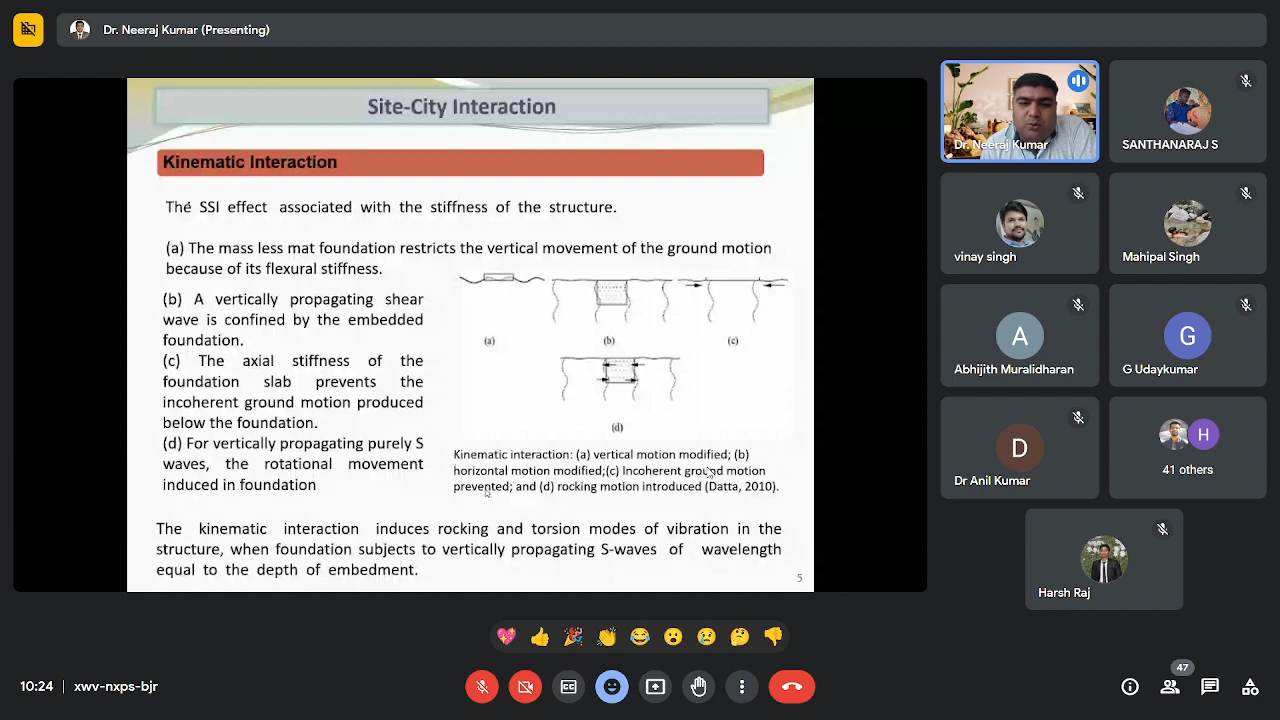 Dr. Neeraj Kumar (Presenting)
Site-City Interaction
Kinematic Interaction
The SSI effect associated with the stiffness of the structure.
(a) The mass less mat foundation restricts the vertical movement of the ground motion
because of its flexural stiffness.
(b) A vertically propagating shear
wave is confined by the embedded
foundation.
(c) The axial stiffness of the
foundation slab prevents the
incoherent ground motion produced
below the foundation.
(d) For vertically propagating purely S
waves, the rotational movement
induced in foundation
(a)
(b)
(c)
(d)
Kinematic interaction: (a) vertical motion modified; (b)
horizontal motion modified;(c) Incoherent ground motion
prevented; and (d) rocking motion introduced (Datta, 2010).
The kinematic interaction induces rocking and torsion modes of vibration in the
structure, when foundation subjects to vertically propagating S-waves of wavelength
equal to the depth of embedment.
5
Dr. Neeraj Kumar
SANTHANARAJ S
vinay singh
Mahipal Singh
A
Abhijith Muralidharan
G
G Udaykumar
D
Dr Anil Kumar
H
41 others
Harsh Raj
10:24 | xwv-nxps-bjr
47